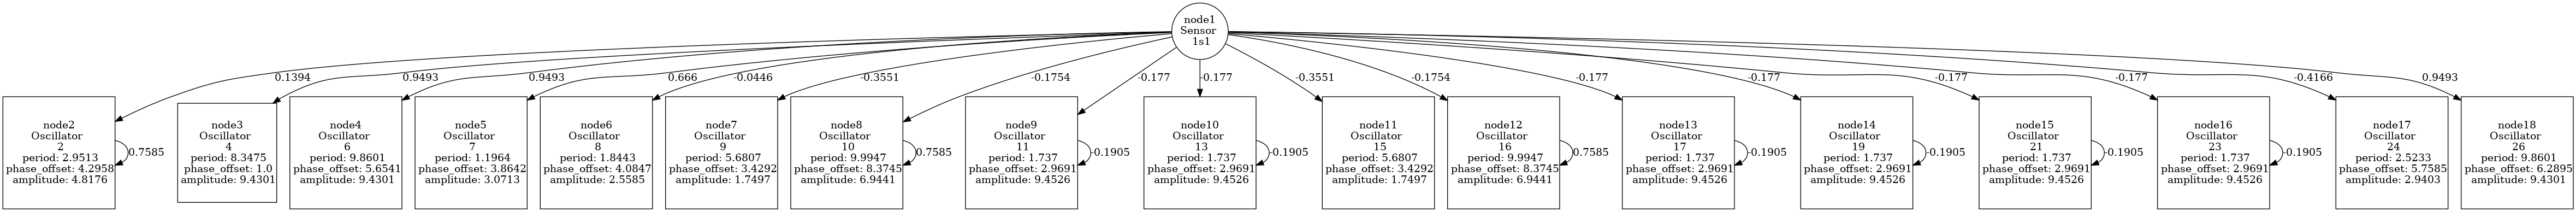 node1
Sensor
1s1
0.1394
0.9493
0.9493
0.666
-0.0446
-0.3551
-0.1754
-0.177
-0.177
-0.3551
-0.1754
-0.177
-0.177
-0.177
-0.177
-0.4166
0.9493
node2
Oscillator
2
period: 2.9513
phase_offset: 4.2958
amplitude: 4.8176
0.7585
node3
Oscillator
4
period: 8.3475
phase_offset: 1.0
amplitude: 9.4301
node4
Oscillator
6
period: 9.8601
phase_offset: 5.6541
amplitude: 9.4301
node5
Oscillator
7
period: 1.1964
phase_offset: 3.8642
amplitude: 3.0713
node6
Oscillator
8
period: 1.8443
phase_offset: 4.0847
amplitude: 2.5585
node7
Oscillator
9
period: 5.6807
phase_offset: 3.4292
amplitude: 1.7497
node8
Oscillator
10
period: 9.9947
phase_offset: 8.3745
amplitude: 6.9441
0.7585
node9
Oscillator
11
period: 1.737
phase_offset: 2.9691
amplitude: 9.4526
-0.1905
node10
Oscillator
13
period: 1.737
phase_offset: 2.9691
amplitude: 9.4526
-0.1905
node11
Oscillator
15
period: 5.6807
phase_offset: 3.4292
amplitude: 1.7497
node12
Oscillator
16
period: 9.9947
phase_offset: 8.3745
amplitude: 6.9441
0.7585
node13
Oscillator
17
period: 1.737
phase_offset: 2.9691
amplitude: 9.4526
-0.1905
node14
Oscillator
19
period: 1.737
phase_offset: 2.9691
amplitude: 9.4526
-0.1905
node15
Oscillator
21
period: 1.737
phase_offset: 2.9691
amplitude: 9.4526
-0.1905
node16
Oscillator
23
period: 1.737
phase_offset: 2.9691
amplitude: 9.4526
-0.1905
node17
Oscillator
24
period: 2.5233
phase_offset: 5.7585
amplitude: 2.9403
node18
Oscillator
26
period: 9.8601
phase_offset: 6.2895
amplitude: 9.4301